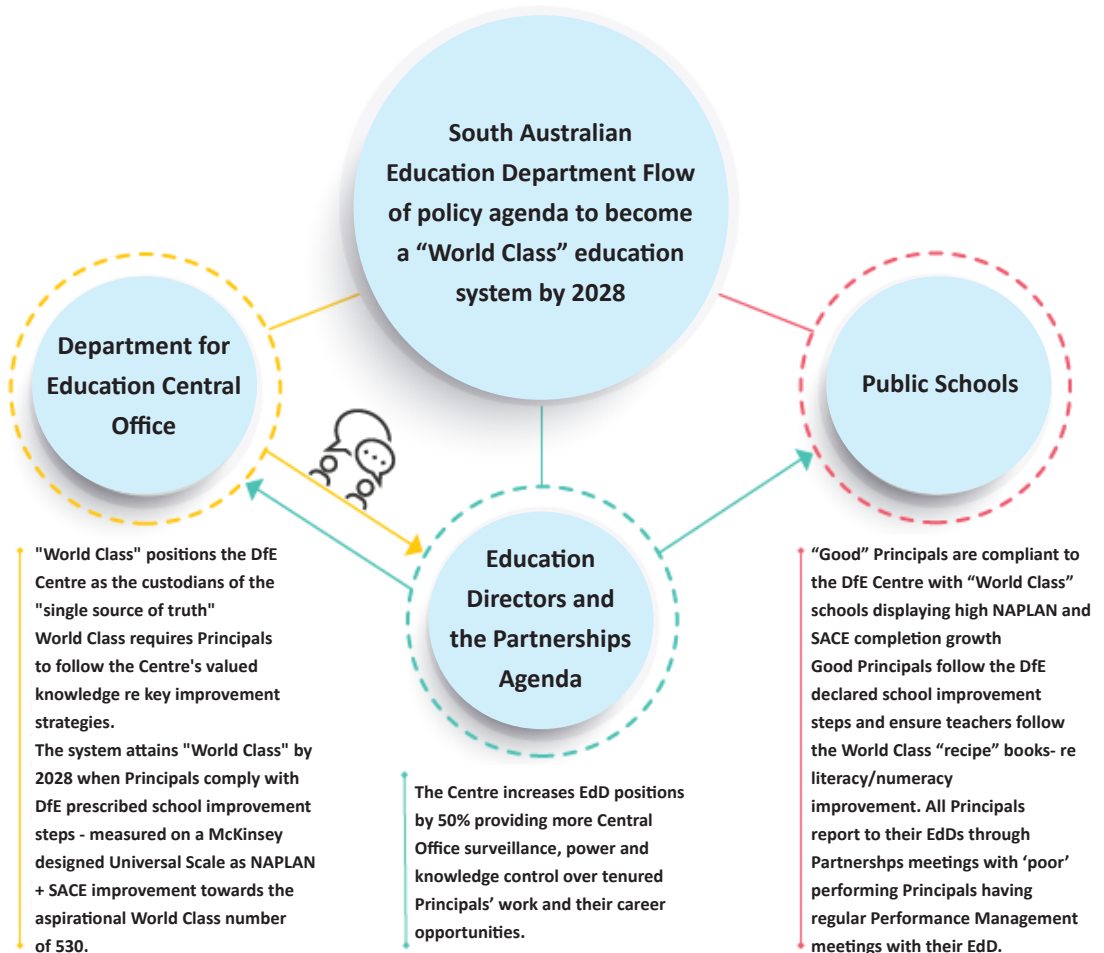 South Australian
Education Department Flow
of policy agenda to become
a “World Class” education
system by 2028
Department for
Education Central
Office
Public Schools
Education
Directors and
the Partnerships
Agenda
"World Class" positions the DfE
Centre as the custodians of the
"single source of truth"
World Class requires Principals
to follow the Centre's valued
knowledge re key improvement
strategies.
The system attains "World Class" by
2028 when Principals comply with
DfE prescribed school improvement
steps - measured on a McKinsey
designed Universal Scale as NAPLAN
+ SACE improvement towards the
aspirational World Class number
of 530.
The Centre increases EdD positions
by 50% providing more Central
Office surveillance, power and
knowledge control over tenured
Principals’ work and their career
opportunities.
“Good” Principals are compliant to
the DfE Centre with “World Class”
schools displaying high NAPLAN and
SACE completion growth
Good Principals follow the DfE
declared school improvement
steps and ensure teachers follow
the World Class “recipe” books- re
literacy/numeracy
improvement. All Principals
report to their EdDs through
Partnershps meetings with ‘poor’
performing Principals having
regular Performance Management
meetings with their EdD.